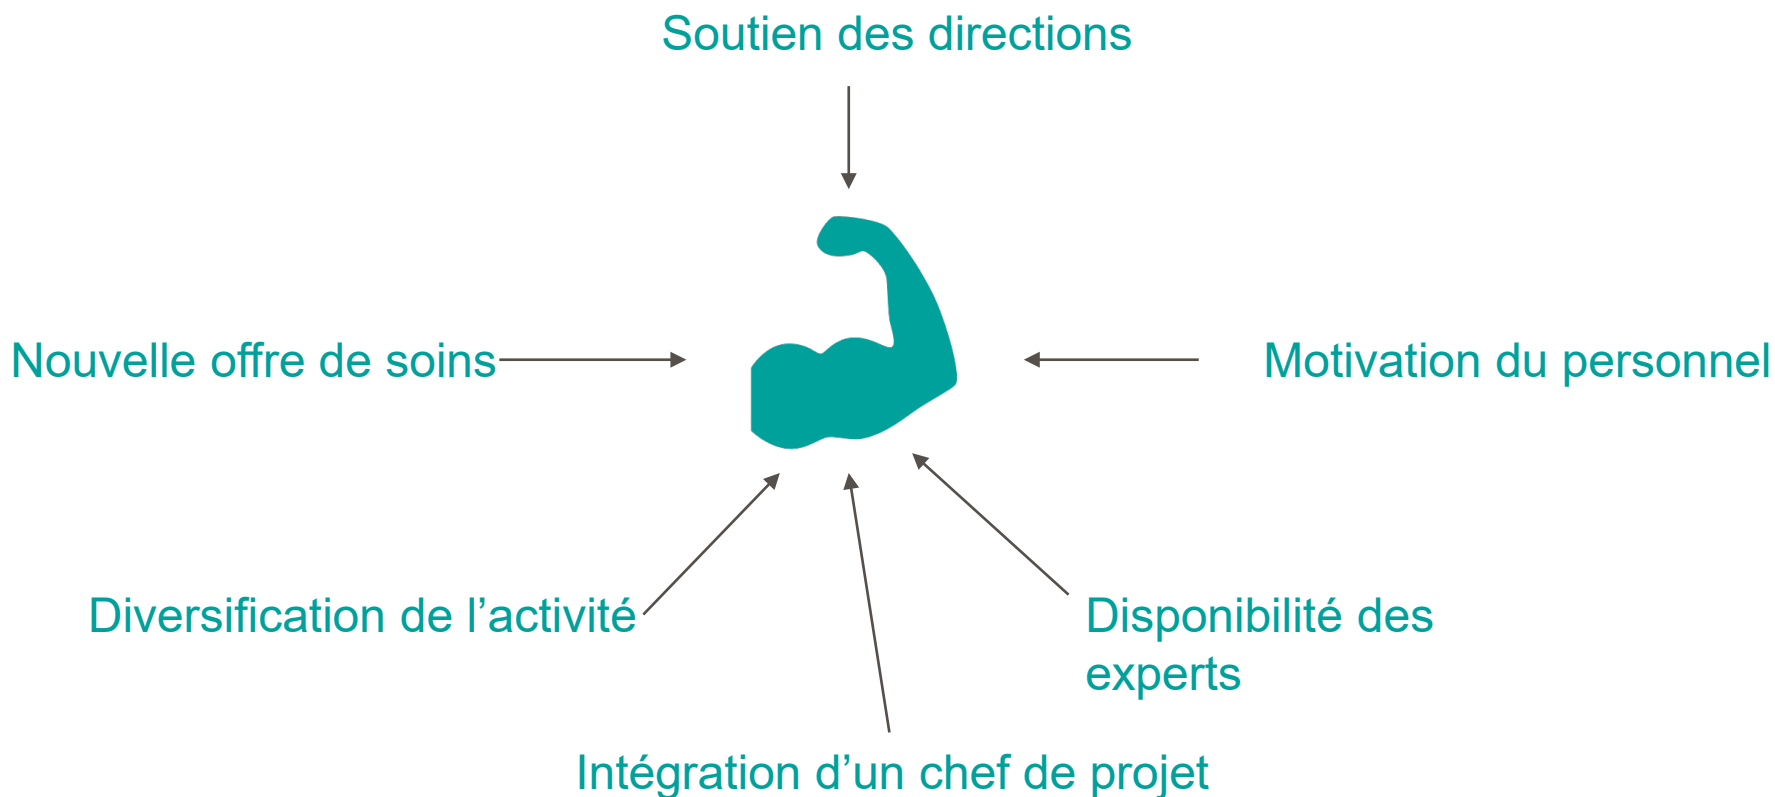 Soutien des directions
Nouvelle offre de soins
Motivation du personnel
Diversification de l’activité
Disponibilité des
experts
Intégration d’un chef de projet